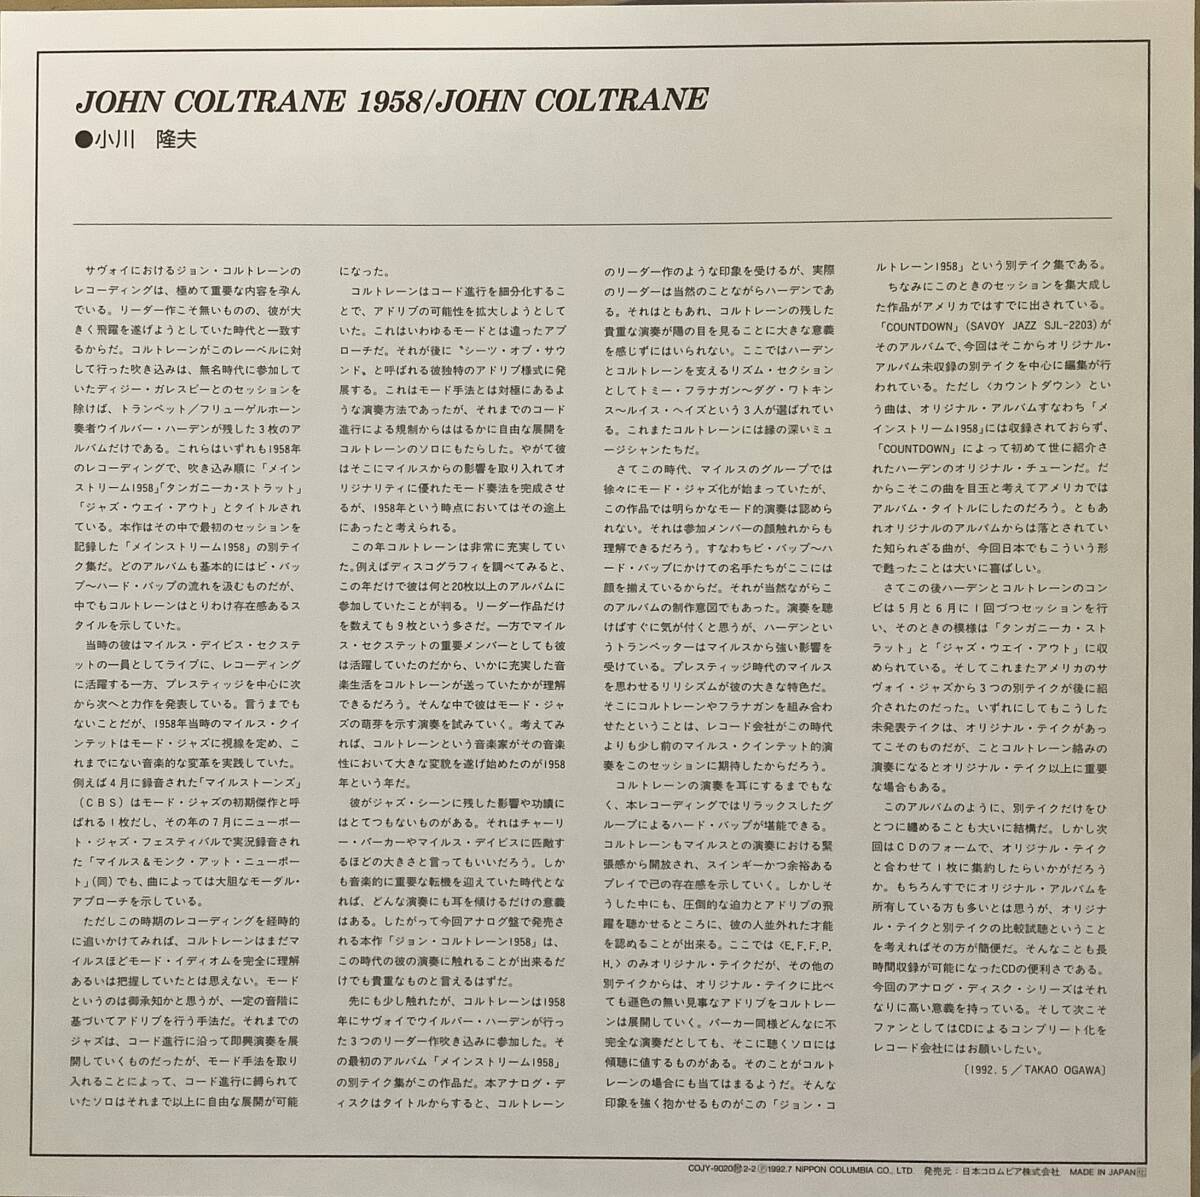 JOHN COLTRANE 1958/JOHN COLTRANE
●小川　隆夫
サヴォイにおけるジョン・コルトレーンの
レコーディングは、極めて重要な内容を孕ん
でいる。リーダー作こそ無いものの、彼が大
きく飛躍を遂げようとしていた時代と一致す
るからだ。コルトレーンがこのレーベルに対
して行った吹き込みは、無名時代に参加して
いたディジー・ガレスピーとのセッションを
除けば、トランペット／フリューゲルホーン
奏者ウイルバー・ハーデンが残した3枚のア
ルバムだけである。これらはいずれも1958年
のレコーディングで、吹き込み順に「メイン
ストリーム1958」「タンガニーカ・ストラット」
「ジャズ・ウエイ・アウト」とタイトルされ
ている。本作はその中で最初のセッションを
記録した「メインストリーム1958」の別テイ
ク集だ。どのアルバムも基本的にはビ・バッ
プ〜ハード・バップの流れを汲むものだが、
中でもコルトレーンはとりわけ存在感あるス
タイルを示していた。
当時の彼はマイルス・デイビス・セクステ
ットの一員としてライブに、レコーディング
に活躍する一方、プレスティッジを中心に次
から次へと力作を発表している。言うまでも
ないことだが、1958年当時のマイルス・クイ
ンテットはモード・ジャズに視線を定め、こ
れまでにない音楽的な変革を実践していた。
例えば4月に録音された「マイルストーンズ」
（CBS）はモード・ジャズの初期傑作と呼
ばれる1枚だし、その年の7月にニューポー
ト・ジャズ・フェスティバルで実況録音され
た「マイルス＆モンク・アット・ニューポー
ト」(同)でも、曲によっては大胆なモーダル・
アプローチを示している。
ただしこの時期のレコーディングを経時的
に追いかけてみれば、コルトレーンはまだマ
イルスほどモード・イディオムを完全に理解
あるいは把握していたとは思えない。モード
というのは御承知かと思うが、一定の音階に
基づいてアドリブを行う手法だ。それまでの
ジャズは、コード進行に沿って即興演奏を展
開していくものだったが、モード手法を取り
入れることによって、コード進行に縛られて
いたソロはそれまで以上に自由な展開が可能
になった。
コルトレーンはコード進行を細分化するこ
とで、アドリブの可能性を拡大しようとして
いた。これはいわゆるモードとは違ったアプ
ローチだ。それが後に〝シーツ・オブ・サウ
ンド〟と呼ばれる彼独特のアドリブ様式に発
展する。これはモード手法とは対極にあるよ
うな演奏方法であったが、それまでのコード
進行による規制からははるかに自由な展開を
コルトレーンのソロにもたらした。やがて彼
はそこにマイルスからの影響を取り入れてオ
リジナリティに優れたモード奏法を完成させ
るが、1958年という時点においてはその途上
にあったと考えられる。
この年コルトレーンは非常に充実してい
た。例えばディスコグラフィを調べてみると、
この年だけで彼は何と20枚以上のアルバムに
参加していたことが判る。リーダー作品だけ
を数えても9枚という多さだ。一方でマイル
ス・セクステットの重要メンバーとしても彼
は活躍していたのだから、いかに充実した音
楽生活をコルトレーンが送っていたかが理解
できるだろう。そんな中で彼はモード・ジャ
ズの萌芽を示す演奏を試みていく。考えてみ
れば、コルトレーンという音楽家がその音楽
性において大きな変貌を遂げ始めたのが1958
年という年だ。
彼がジャズ・シーンに残した影響や功績に
はとてつもないものがある。それはチャーリ
ー・パーカーやマイルス・デイビスに匹敵す
るほどの大きさと言ってもいいだろう。しか
も音楽的に重要な転機を迎えていた時代とな
れば、どんな演奏にも耳を傾けるだけの意義
はある。したがって今回アナログ盤で発売さ
れる本作「ジョン・コルトレーン1958」は、
この時代の彼の演奏に触れることが出来るだ
けでも貴重なものと言えるはずだ。
先にも少し触れたが、コルトレーンは1958
年にサヴォイでウイルバー・ハーデンが行っ
た3つのリーダー作吹き込みに参加した。そ
の最初のアルバム「メインストリーム1958」
の別テイク集がこの作品だ。本アナログ・デ
ィスクはタイトルからすると、コルトレーン
のリーダー作のような印象を受けるが、実際
のリーダーは当然のことながらハーデンであ
る。それはともあれ、コルトレーンの残した
貴重な演奏が陽の目を見ることに大きな意義
を感じずにはいられない。ここではハーデン
とコルトレーンを支えるリズム・セクション
としてトミー・フラナガン〜ダグ・ワトキン
ス〜ルイス・ヘイズという3人が選ばれてい
る。これまたコルトレーンには縁の深いミュ
ージシャンたちだ。
さてこの時代、マイルスのグループでは
徐々にモード・ジャズ化が始まっていたが、
この作品では明らかなモード的演奏は認めら
れない。それは参加メンバーの顔触れからも
理解できるだろう。すなわちビ・バップ〜ハ
ード・バップにかけての名手たちがここには
顔を揃えているからだ。それが当然ながらこ
のアルバムの制作意図でもあった。演奏を聴
けばすぐに気が付くと思うが、ハーデンとい
うトランペッターはマイルスから強い影響を
受けている。プレスティッジ時代のマイルス
を思わせるリリシズムが彼の大きな特色だ。
そこにコルトレーンやフラナガンを組み合わ
せたということは、レコード会社がこの時代
よりも少し前のマイルス・クインテット的演
奏をこのセッションに期待したからだろう。
コルトレーンの演奏を耳にするまでもな
く、本レコーディングではリラックスしたグ
ループによるハード・バップが堪能できる。
コルトレーンもマイルスとの演奏における緊
張感から開放され、スインギーかつ余裕ある
プレイで己の存在感を示していく。しかしそ
うした中にも、圧倒的な迫力とアドリブの飛
躍を聴かせるところに、彼の人並外れた才能
を認めることが出来る。ここでは〈E.F.F.P.
H.〉のみオリジナル・テイクだが、その他の
別テイクからは、オリジナル・テイクに比べ
ても遜色の無い見事なアドリブをコルトレー
ンは展開していく。パーカー同様どんなに不
完全な演奏だとしても、そこに聴くソロには
傾聴に値するものがある。そのことがコルト
レーンの場合にも当てはまるようだ。そんな
印象を強く抱かせるものがこの「ジョン・コ
ルトレーン1958」という別テイク集である。
ちなみにこのときのセッションを集大成し
た作品がアメリカではすでに出されている。
「COUNTDOWN」(SAVOY JAZZ SJL-2203)が
そのアルバムで、今回はそこからオリジナル・
アルバム未収録の別テイクを中心に編集が行
われている。ただし〈カウントダウン〉とい
う曲は、オリジナル・アルバムすなわち「メ
インストリーム1958」には収録されておらず、
「COUNTDOWN」によって初めて世に紹介さ
れたハーデンのオリジナル・チューンだ。だ
からこそこの曲を目玉と考えてアメリカでは
アルバム・タイトルにしたのだろう。ともあ
れオリジナルのアルバムからは落とされてい
た知られざる曲が、今回日本でもこういう形
で甦ったことは大いに喜ばしい。
さてこの後ハーデンとコルトレーンのコン
ビは5月と6月に1回づつセッションを行
い、そのときの模様は「タンガニーカ・スト
ラット」と「ジャズ・ウエイ・アウト」に収
められている。そしてこれまたアメリカのサ
ヴォイ・ジャズから3つの別テイクが後に紹
介されたのだった。いずれにしてもこうした
未発表テイクは、オリジナル・テイクがあっ
てこそのものだが、ことコルトレーン絡みの
演奏になるとオリジナル・テイク以上に重要
な場合もある。
このアルバムのように、別テイクだけをひ
とつに纏めることも大いに結構だ。しかし次
回はCDのフォームで、オリジナル・テイク
と合わせて1枚に集約したらいかがだろう
か。もちろんすでにオリジナル・アルバムを
所有している方も多いとは思うが、オリジナ
ル・テイクと別テイクの比較試聴ということ
を考えればその方が簡便だ。そんなことも長
時間収録が可能になったCDの便利さである。
今回のアナログ・ディスク・シリーズはそれ
なりに高い意義を持っている。そして次こそ
ファンとしてはCDによるコンプリート化を
レコード会社にはお願いしたい。
〔1992.5／TAKAO OGAWA〕
COJY-9020 2-2 Ⓟ1992.7 NIPPON COLUMBIA CO., LTD. 発売元：日本コロムビア株式会社 MADE IN JAPAN